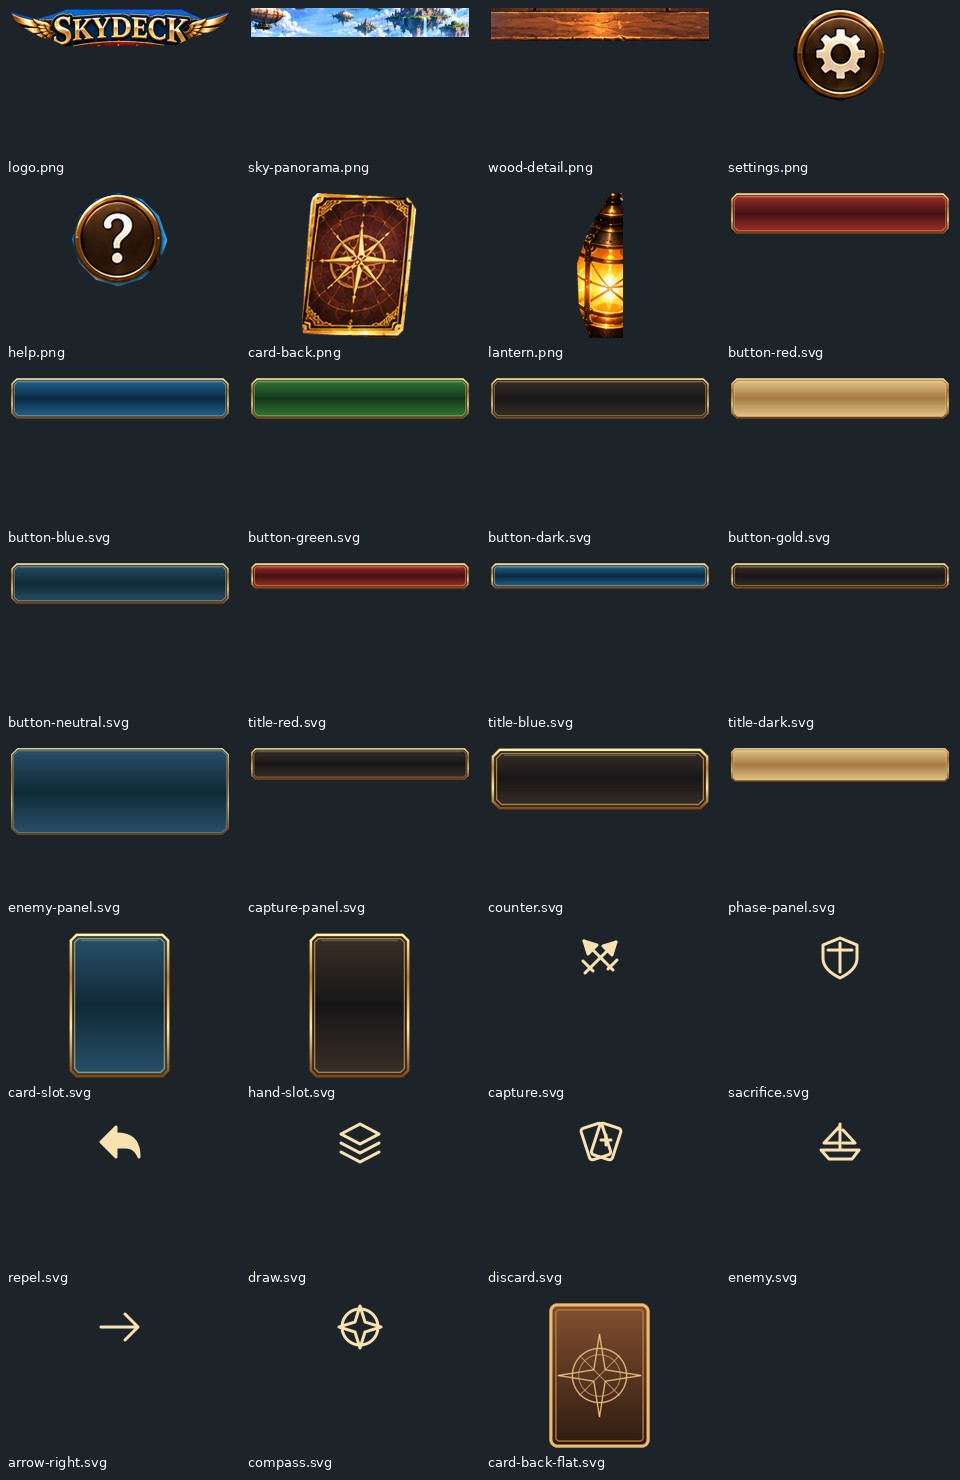 SKYDECK
logo.png
sky-panorama.png
wood-detail.png
settings.png
?
help.png
card-back.png
lantern.png
button-red.svg
button-blue.svg
button-green.svg
button-dark.svg
button-gold.svg
button-neutral.svg
title-red.svg
title-blue.svg
title-dark.svg
enemy-panel.svg
capture-panel.svg
counter.svg
phase-panel.svg
card-slot.svg
hand-slot.svg
capture.svg
sacrifice.svg
repel.svg
draw.svg
discard.svg
enemy.svg
arrow-right.svg
compass.svg
card-back-flat.svg